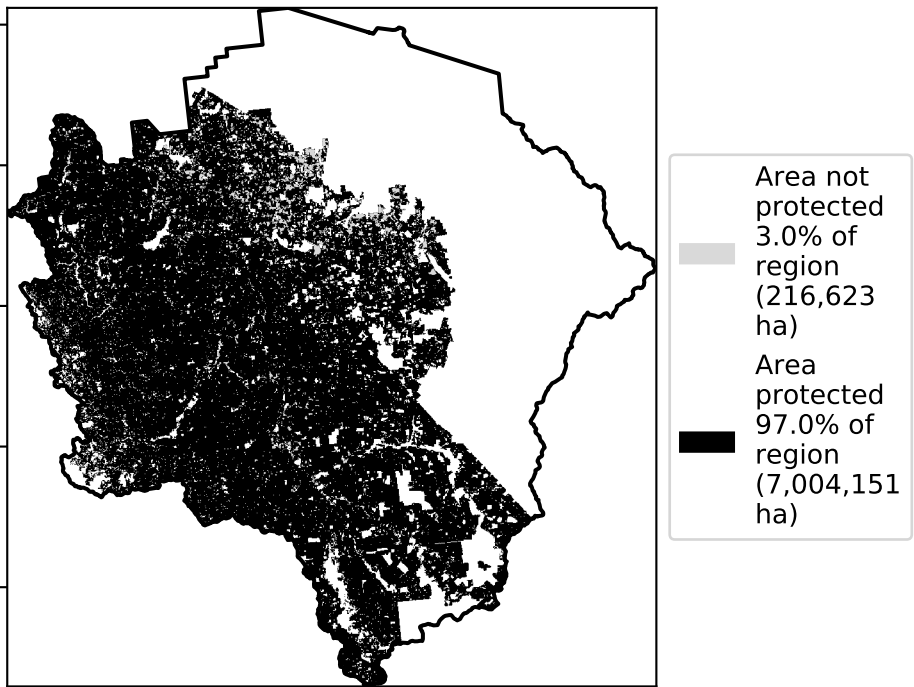 Area not
protected
3.0% of
region
(216,623
ha)
Area
protected
97.0% of
region
(7,004,151
ha)